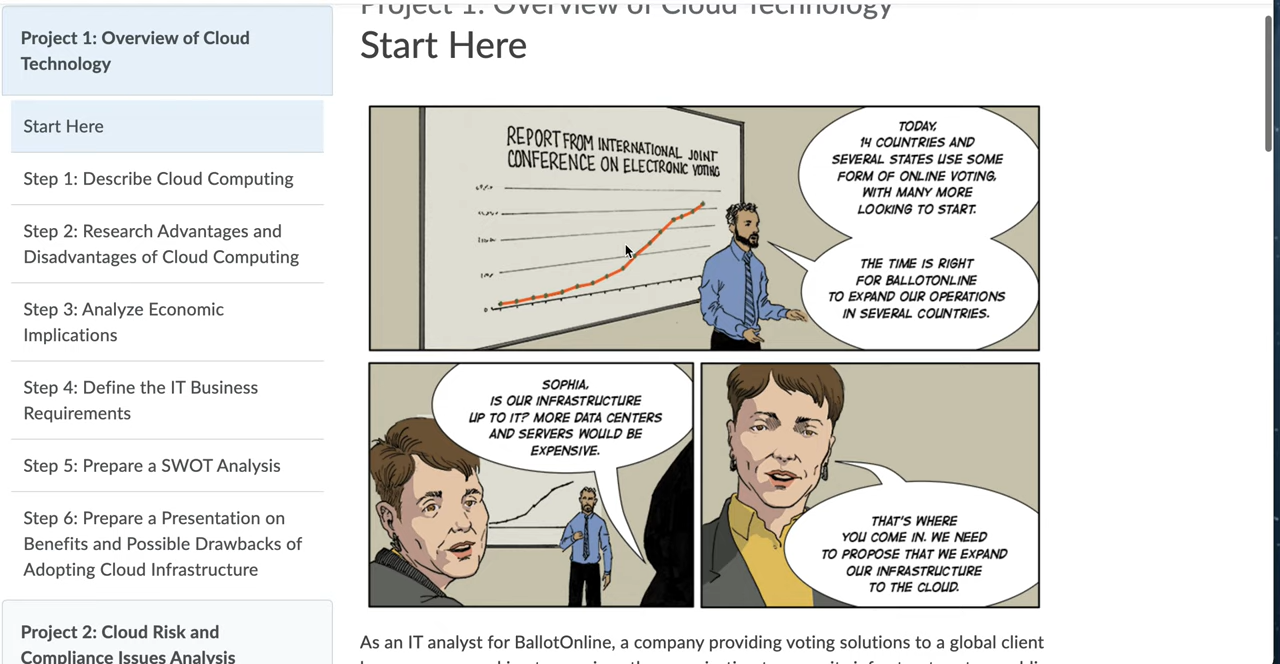 Project 1: Overview of Cloud Technology
Start Here
Project 1: Overview of Cloud
Technology
Start Here
Step 1: Describe Cloud Computing
Step 2: Research Advantages and
Disadvantages of Cloud Computing
Step 3: Analyze Economic
Implications
Step 4: Define the IT Business
Requirements
Step 5: Prepare a SWOT Analysis
Step 6: Prepare a Presentation on
Benefits and Possible Drawbacks of
Adopting Cloud Infrastructure
Project 2: Cloud Risk and
Compliance Issues Analysis
REPORT FROM INTERNATIONAL JOINT
CONFERENCE ON ELECTRONIC VOTING
0
TODAY,
14 COUNTRIES AND
SEVERAL STATES USE SOME
FORM OF ONLINE VOTING,
WITH MANY MORE
LOOKING TO START.
THE TIME IS RIGHT
FOR BALLOTONLINE
TO EXPAND OUR OPERATIONS
IN SEVERAL COUNTRIES.
SOPHIA,
IS OUR INFRASTRUCTURE
UP TO IT? MORE DATA CENTERS
AND SERVERS WOULD BE
EXPENSIVE.
THAT'S WHERE
YOU COME IN. WE NEED
TO PROPOSE THAT WE EXPAND
OUR INFRASTRUCTURE
TO THE CLOUD.
As an IT analyst for BallotOnline, a company providing voting solutions to a global client